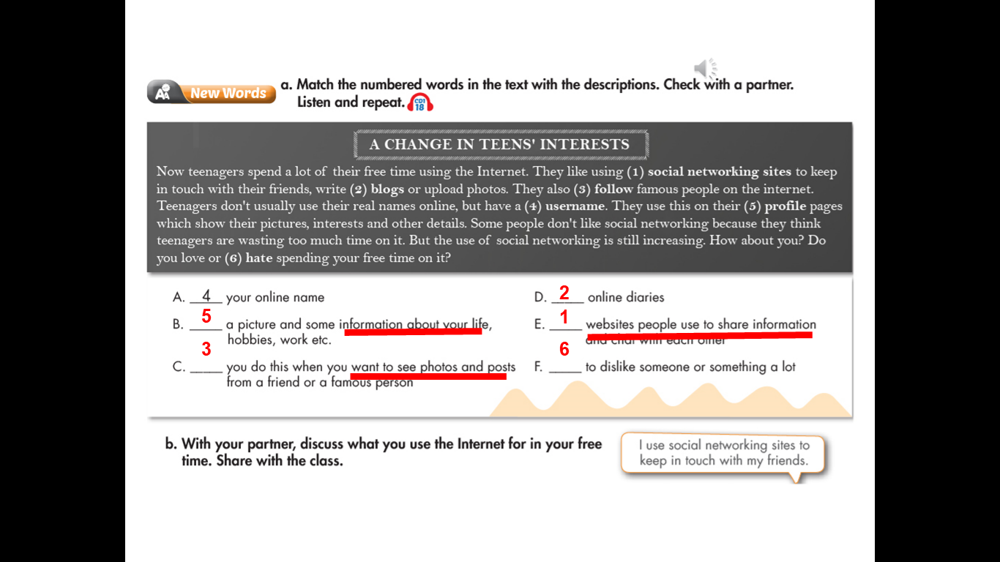 New Words
a. Match the numbered words in the text with the descriptions. Check with a partner.
Listen and repeat. CD1 18
A CHANGE IN TEENS' INTERESTS
Now teenagers spend a lot of their free time using the Internet. They like using (1) social networking sites to keep
in touch with their friends, write (2) blogs or upload photos. They also (3) follow famous people on the internet.
Teenagers don't usually use their real names online, but have a (4) username. They use this on their (5) profile pages
which show their pictures, interests and other details. Some people don't like social networking because they think
teenagers are wasting too much time on it. But the use of social networking is still increasing. How about you? Do
you love or (6) hate spending your free time on it?
A. 4 your online name
B. 5 a picture and some information about your life,
hobbies, work etc.
C. 3 you do this when you want to see photos and posts
from a friend or a famous person
D. 2 online diaries
E. 1 websites people use to share information
and chat with each other
F. 6 to dislike someone or something a lot
b. With your partner, discuss what you use the Internet for in your free
time. Share with the class.
I use social networking sites to
keep in touch with my friends.